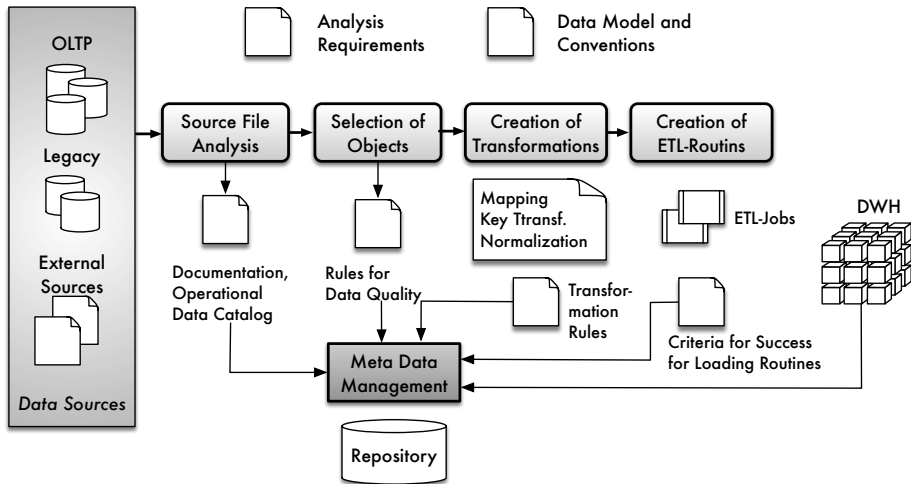 OLTP
Legacy
External
Sources
Data Sources
Analysis
Requirements
Data Model and
Conventions
Source File
Analysis
Selection of
Objects
Creation of
Transformations
Creation of
ETL-Routins
Mapping
Key Ttransf.
Normalization
ETL-Jobs
DWH
Documentation,
Operational
Data Catalog
Rules for
Data Quality
Transfor-
mation
Rules
Criteria for Success
for Loading Routines
Meta Data
Management
Repository